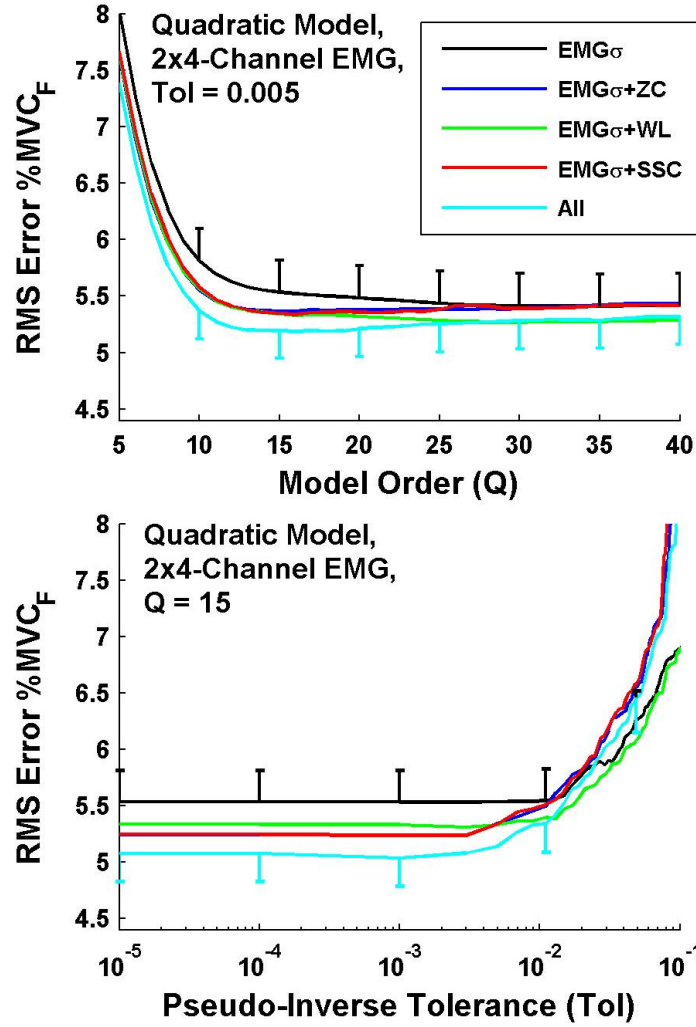 Quadratic Model,
2x4-Channel EMG,
Tol = 0.005
EMGσ
EMGσ+ZC
EMGσ+WL
EMGσ+SSC
All
RMS Error %MVC_F
8
7.5
7
6.5
6
5.5
5
4.5
5 10 15 20 25 30 35 40
Model Order (Q)
Quadratic Model,
2x4-Channel EMG,
Q = 15
RMS Error %MVC_F
8
7.5
7
6.5
6
5.5
5
4.5
10^-5 10^-4 10^-3 10^-2 10^-1
Pseudo-Inverse Tolerance (Tol)